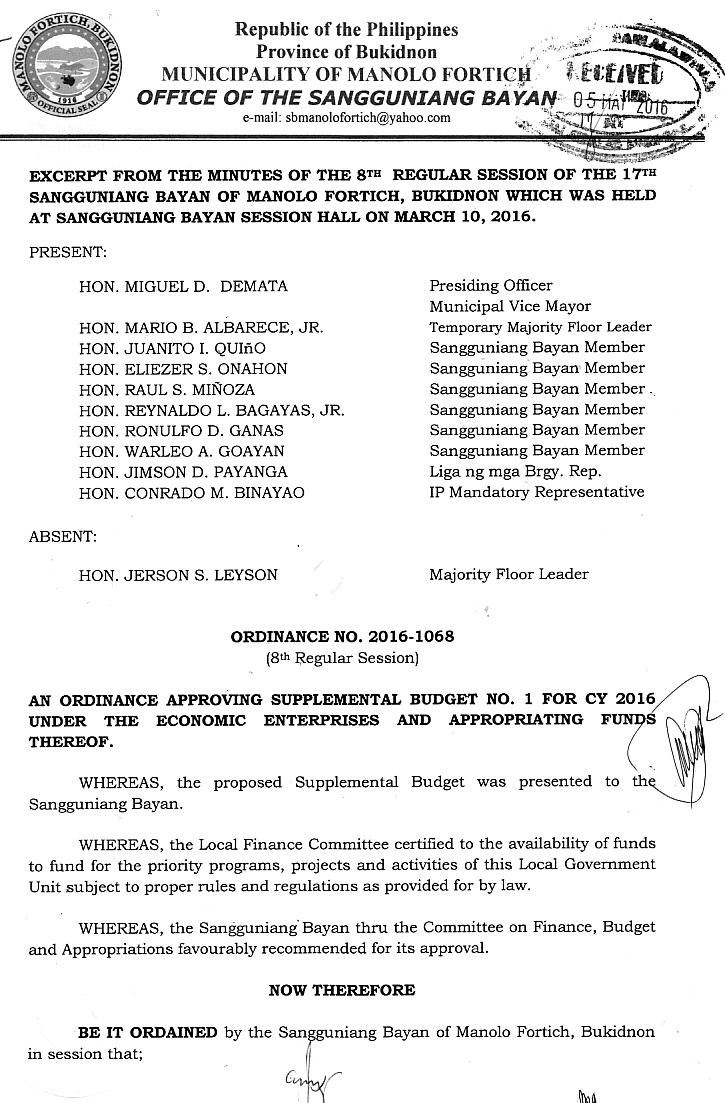 Republic of the Philippines
Province of Bukidnon
MUNICIPALITY OF MANOLO FORTICH
OFFICE OF THE SANGGUNIANG BAYAN
e-mail: sbmanolofortich@yahoo.com
MANOLO FORTICH, BUKIDNON
1914
OFFICIAL SEAL
RECEIVED
05 MAY 2016
EXCERPT FROM THE MINUTES OF THE 8TH REGULAR SESSION OF THE 17TH
SANGGUNIANG BAYAN OF MANOLO FORTICH, BUKIDNON WHICH WAS HELD
AT SANGGUNIANG BAYAN SESSION HALL ON MARCH 10, 2016.
PRESENT:
HON. MIGUEL D. DEMATA Presiding Officer
Municipal Vice Mayor
HON. MARIO B. ALBARECE, JR. Temporary Majority Floor Leader
HON. JUANITO I. QUIñO Sangguniang Bayan Member
HON. ELIEZER S. ONAHON Sangguniang Bayan Member
HON. RAUL S. MIÑOZA Sangguniang Bayan Member
HON. REYNALDO L. BAGAYAS, JR. Sangguniang Bayan Member
HON. RONULFO D. GANAS Sangguniang Bayan Member
HON. WARLEO A. GOAYAN Sangguniang Bayan Member
HON. JIMSON D. PAYANGA Liga ng mga Brgy. Rep.
HON. CONRADO M. BINAYAO IP Mandatory Representative
ABSENT:
HON. JERSON S. LEYSON Majority Floor Leader
ORDINANCE NO. 2016-1068
(8th Regular Session)
AN ORDINANCE APPROVING SUPPLEMENTAL BUDGET NO. 1 FOR CY 2016
UNDER THE ECONOMIC ENTERPRISES AND APPROPRIATING FUNDS
THEREOF.
WHEREAS, the proposed Supplemental Budget was presented to the
Sangguniang Bayan.
WHEREAS, the Local Finance Committee certified to the availability of funds
to fund for the priority programs, projects and activities of this Local Government
Unit subject to proper rules and regulations as provided for by law.
WHEREAS, the Sangguniang Bayan thru the Committee on Finance, Budget
and Appropriations favourably recommended for its approval.
NOW THEREFORE
BE IT ORDAINED by the Sangguniang Bayan of Manolo Fortich, Bukidnon
in session that;